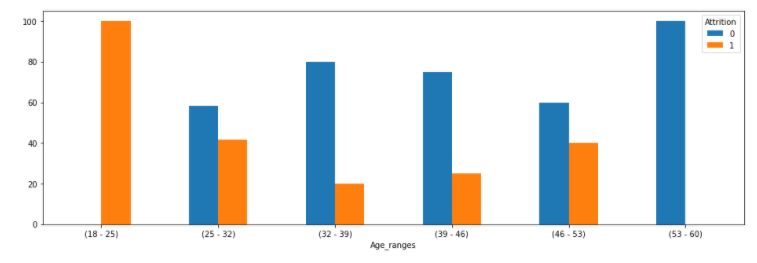 100
80
60
40
20
0
Attrition
0
1
(18 - 25) (25 - 32) (32 - 39) (39 - 46) (46 - 53) (53 - 60)
Age_ranges